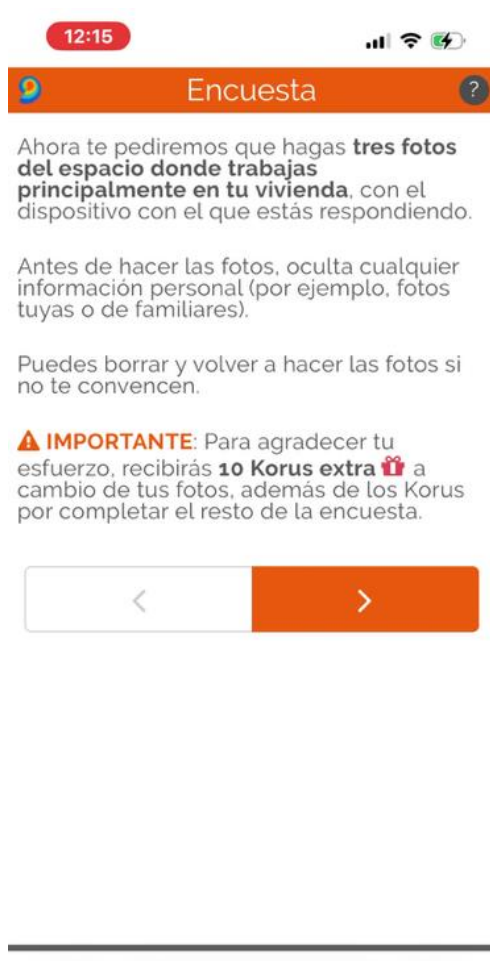 12:15
Encuesta
?
Ahora te pediremos que hagas tres fotos
del espacio donde trabajas
principalmente en tu vivienda, con el
dispositivo con el que estás respondiendo.
Antes de hacer las fotos, oculta cualquier
información personal (por ejemplo, fotos
tuyas o de familiares).
Puedes borrar y volver a hacer las fotos si
no te convencen.
IMPORTANTE: Para agradecer tu
esfuerzo, recibirás 10 Korus extra a
cambio de tus fotos, además de los Korus
por completar el resto de la encuesta.